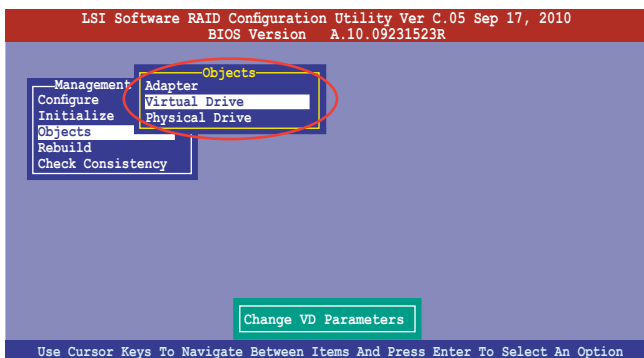 LSI Software RAID Configuration Utility Ver C.05 Sep 17, 2010
BIOS Version A.10.09231523R
Objects
Adapter
Virtual Drive
Physical Drive
Management
Configure
Initialize
Objects
Rebuild
Check Consistency
Change VD Parameters
Use Cursor Keys To Navigate Between Items And Press Enter To Select An Option